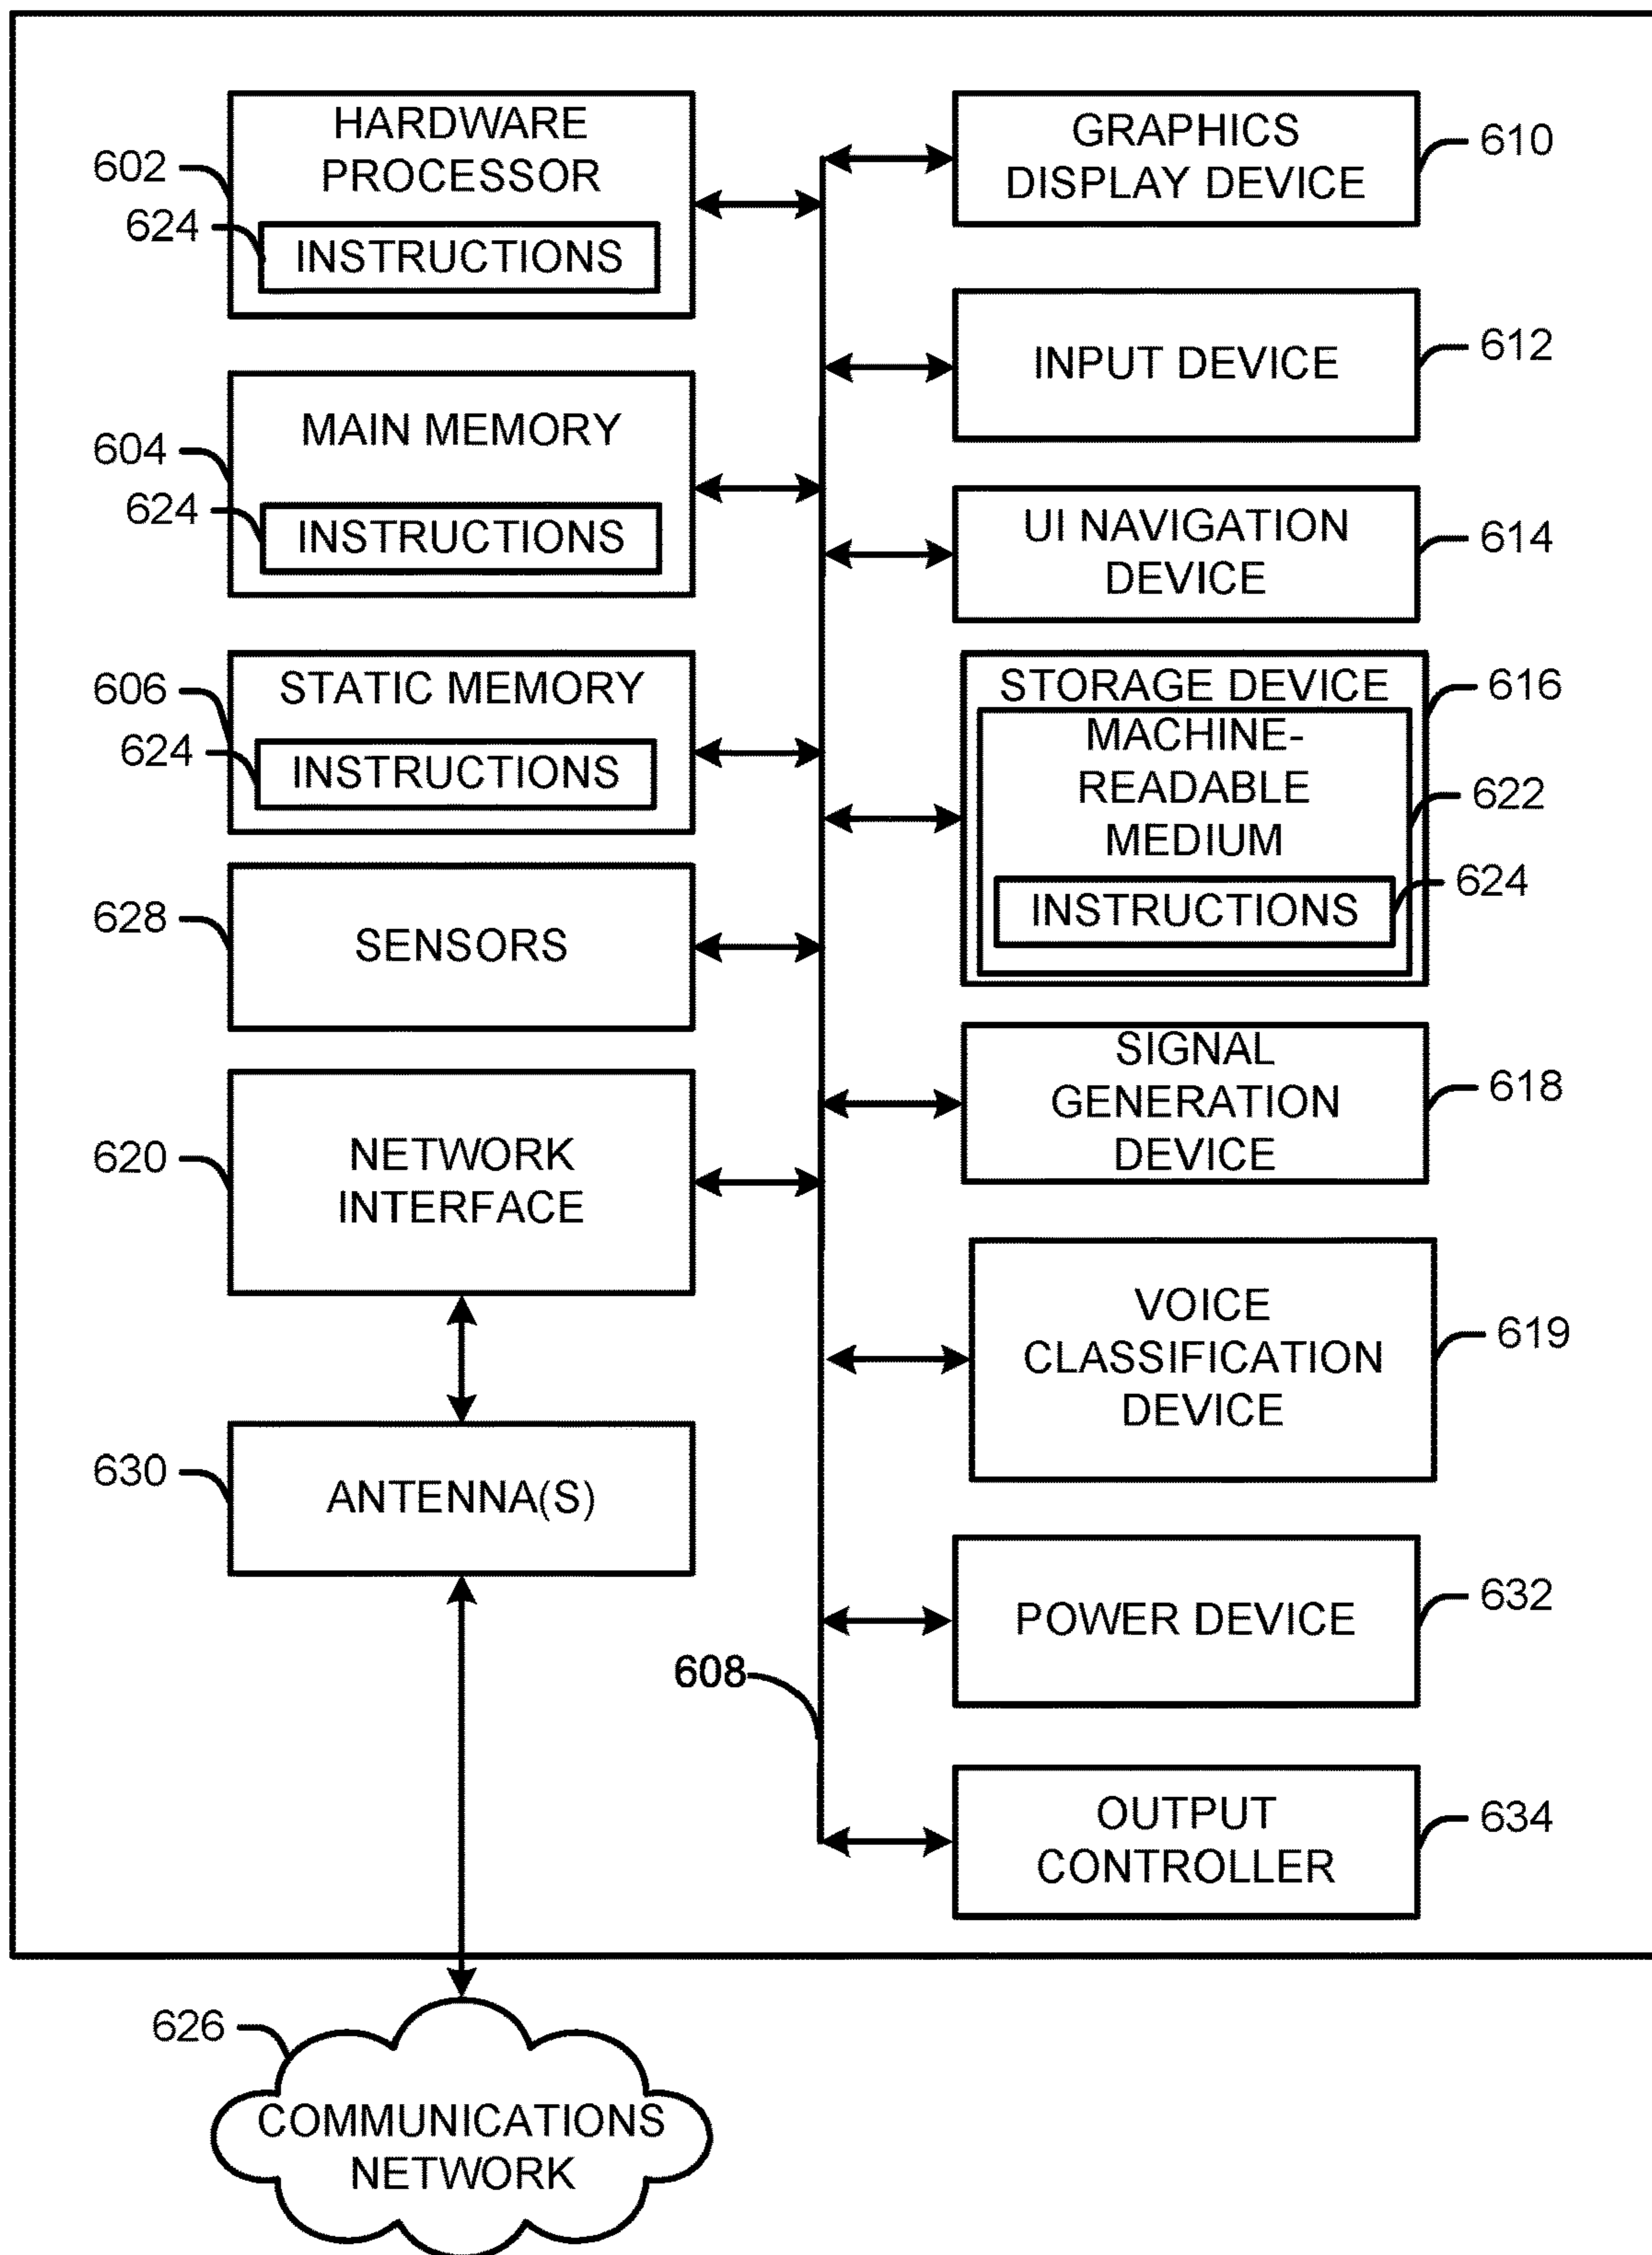 HARDWARE
PROCESSOR
602
624
INSTRUCTIONS
MAIN MEMORY
604
624
INSTRUCTIONS
STATIC MEMORY
606
624
INSTRUCTIONS
628
SENSORS
620
NETWORK
INTERFACE
630
ANTENNA(S)
608
626
COMMUNICATIONS
NETWORK
GRAPHICS
DISPLAY DEVICE
610
INPUT DEVICE
612
UI NAVIGATION
DEVICE
614
STORAGE DEVICE
616
MACHINE-
READABLE
MEDIUM
622
INSTRUCTIONS
624
SIGNAL
GENERATION
DEVICE
618
VOICE
CLASSIFICATION
DEVICE
619
POWER DEVICE
632
OUTPUT
CONTROLLER
634